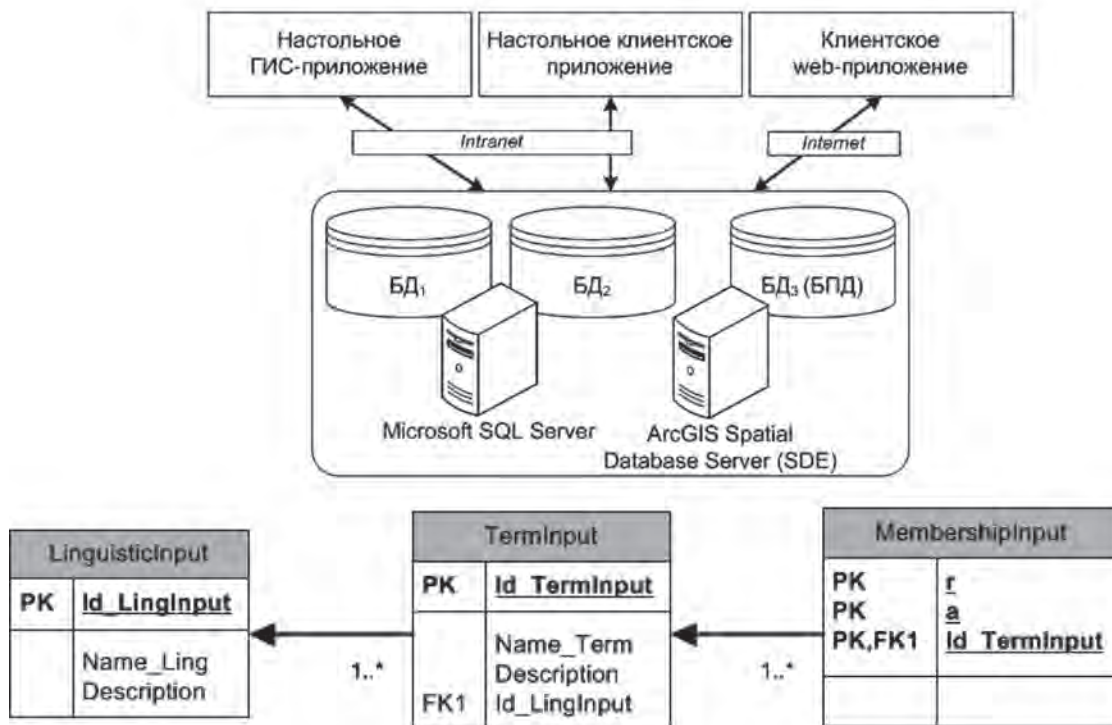 Настольное
ГИС-приложение
Настольное клиентское
приложение
Клиентское
web-приложение
Intranet
Internet
БД₁
БД₂
БД₃ (БПД)
Microsoft SQL Server
ArcGIS Spatial
Database Server (SDE)
LinguisticInput
PK Id_LingInput
Name_Ling
Description
1..*
TermInput
PK Id_TermInput
Name_Term
Description
FK1 Id_LingInput
1..*
MembershipInput
PK r
PK a
PK,FK1 Id_TermInput